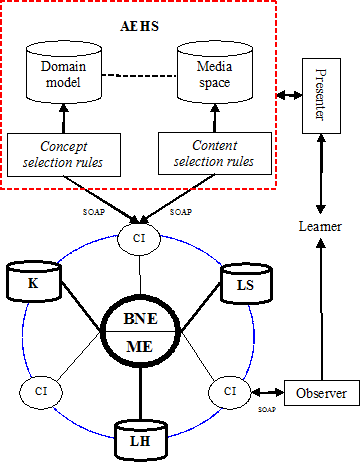 AEHS
Domain
model
Media
space
Concept
selection rules
Content
selection rules
Presenter
SOAP
SOAP
CI
Learner
K
LS
BNE
ME
CI
CI
SOAP
Observer
LH